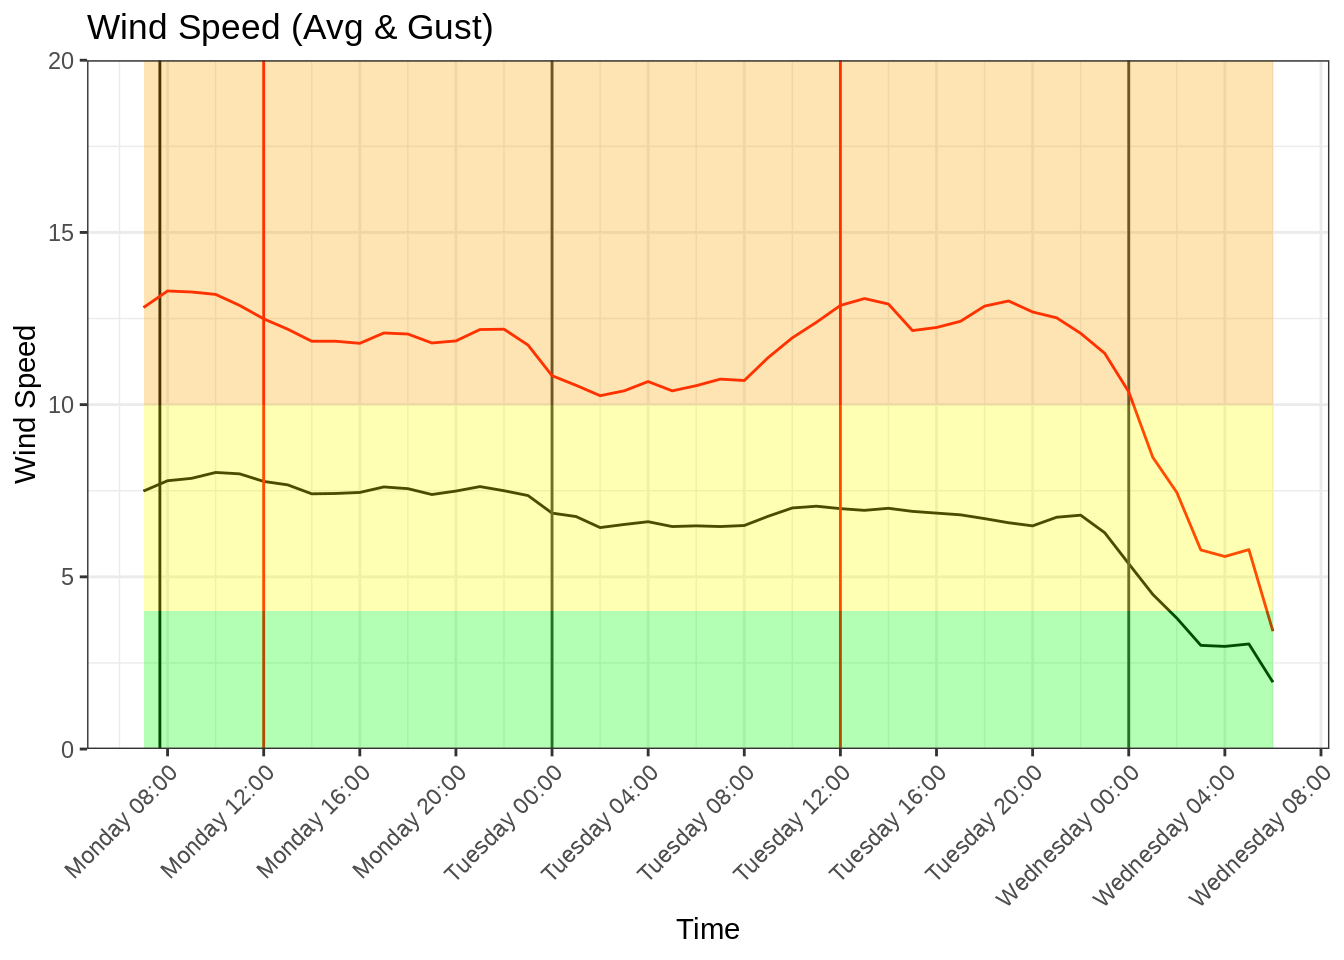 Wind Speed (Avg & Gust)
20
15
10
5
0
Wind Speed
Monday 08:00
Monday 12:00
Monday 16:00
Monday 20:00
Tuesday 00:00
Tuesday 04:00
Tuesday 08:00
Tuesday 12:00
Tuesday 16:00
Tuesday 20:00
Wednesday 00:00
Wednesday 04:00
Wednesday 08:00
Time